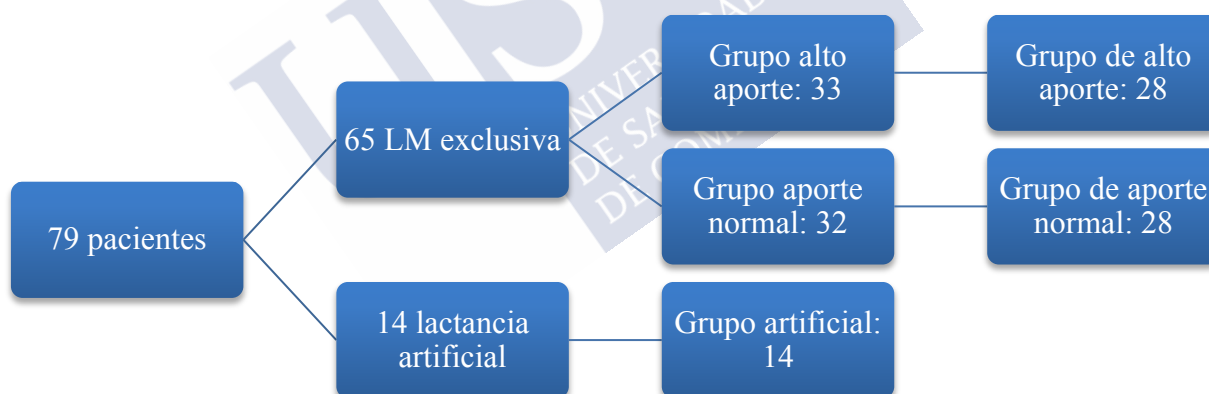 79 pacientes
65 LM exclusiva
14 lactancia
artificial
Grupo alto
aporte: 33
Grupo aporte
normal: 32
Grupo artificial:
14
Grupo de alto
aporte: 28
Grupo de aporte
normal: 28